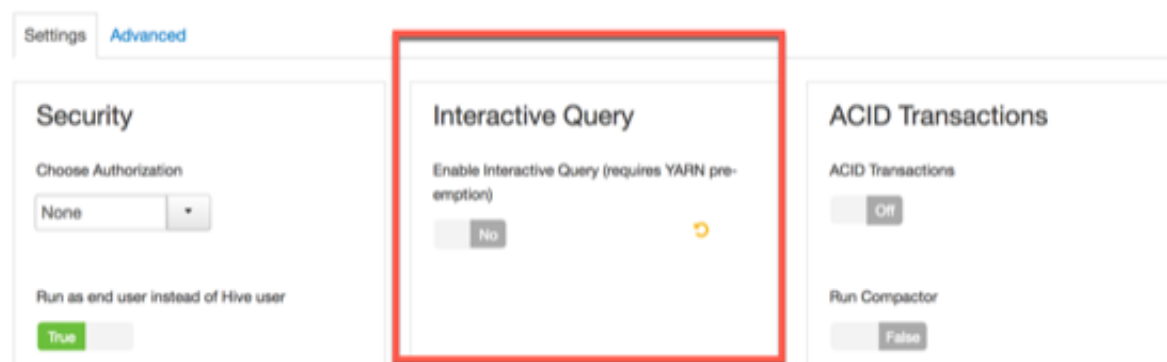 Settings
Advanced
Security
Choose Authorization
None
Run as end user instead of Hive user
True
Interactive Query
Enable Interactive Query (requires YARN pre-
emption)
No
ACID Transactions
ACID Transactions
Off
Run Compactor
False